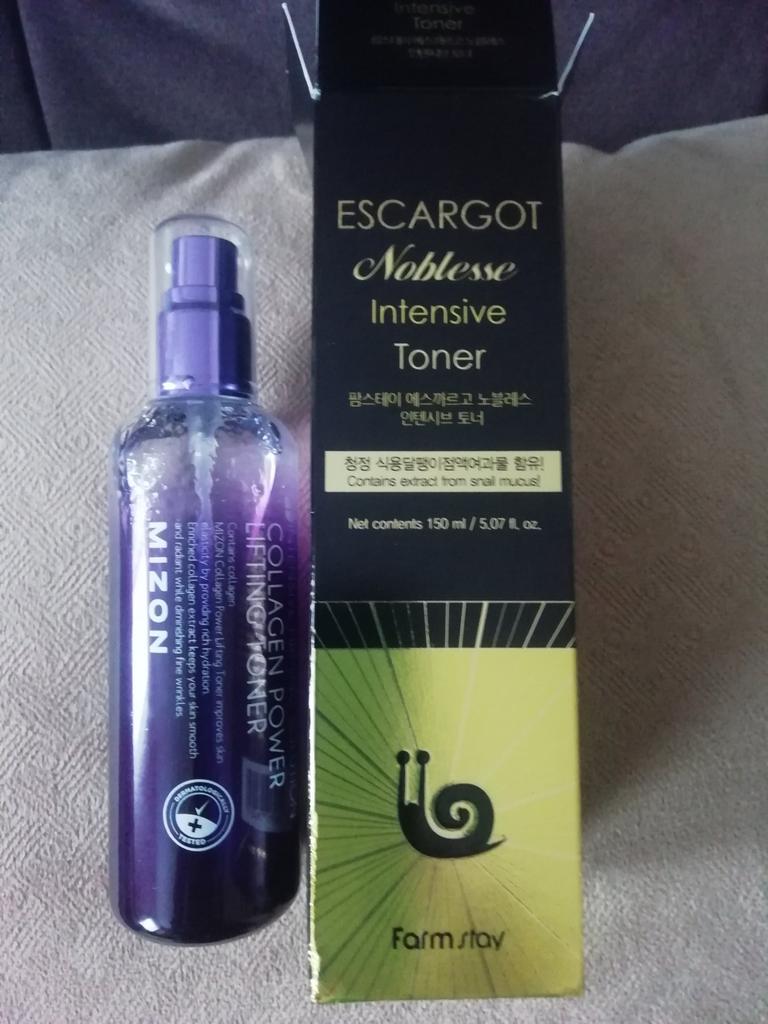 Intensive
Toner
ESCARGOT
Noblesse
Intensive
Toner
팜스테이 에스까르고 노블레스
인텐시브 토너
청정 식용달팽이점액여과물 함유!
Contains extract from snail mucus!
Net contents 150 ml / 5.07 fl. oz.
Farmstay
COLLAGEN POWER
LIFTING TONER
Contains collagen
MIZON Collagen Power Lifting Toner improves skin
elasticity by providing rich hydration.
Enriched collagen extract keeps your skin smooth
and radiant while diminishing fine wrinkles
MIZON
DERMATOLOGICALLY
TESTED